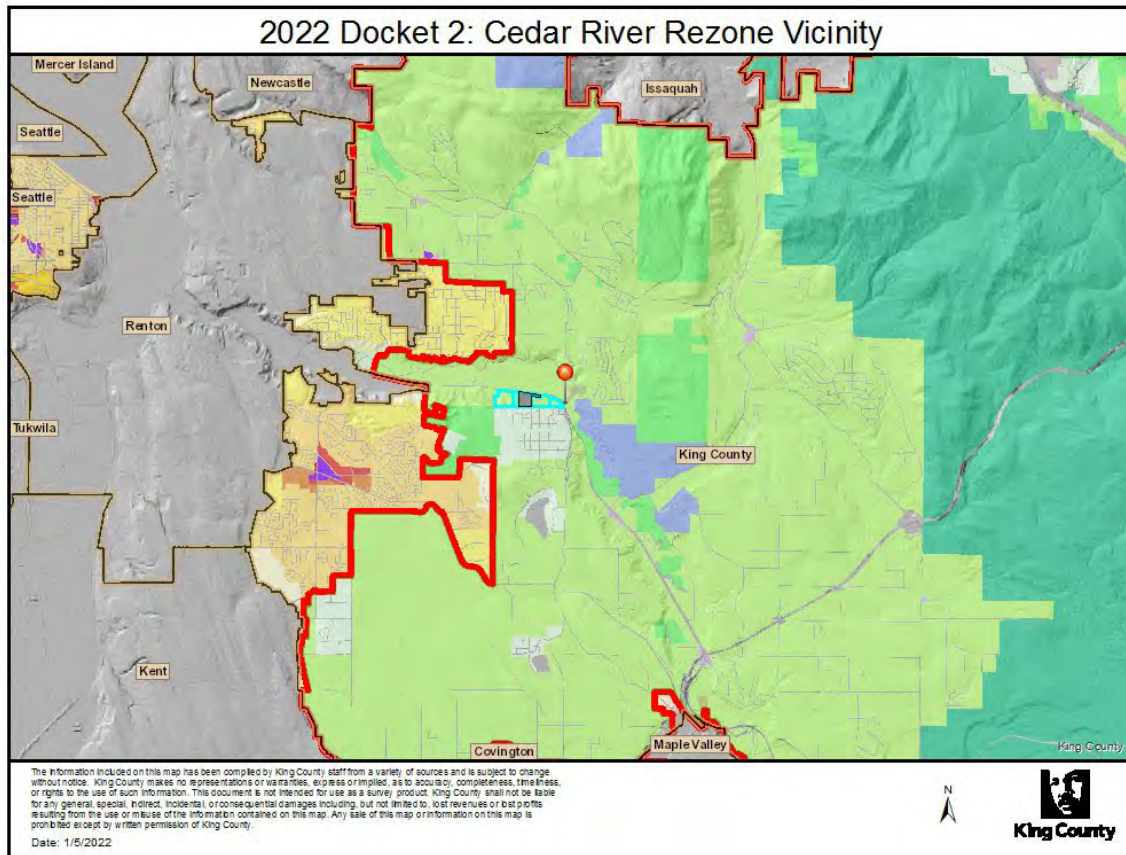 2022 Docket 2: Cedar River Rezone Vicinity
Mercer Island
Newcastle
Issaquah
Seattle
Seattle
Renton
Tukwila
King County
Kent
Covington
Maple Valley
King County
The information included on this map has been compiled by King County staff from a variety of sources and is subject to change
without notice. King County makes no representations or warranties, express or implied, as to accuracy, completeness, timeliness,
or rights to the use of such information. This document is not intended for use as a survey product. King County shall not be liable
for any general, special, indirect, incidental, or consequential damages including, but not limited to, lost revenues or lost profits
resulting from the use or misuse of the information contained on this map. Any sale of this map or information on this map is
prohibited except by written permission of King County.
Date: 1/5/2022
N
King County